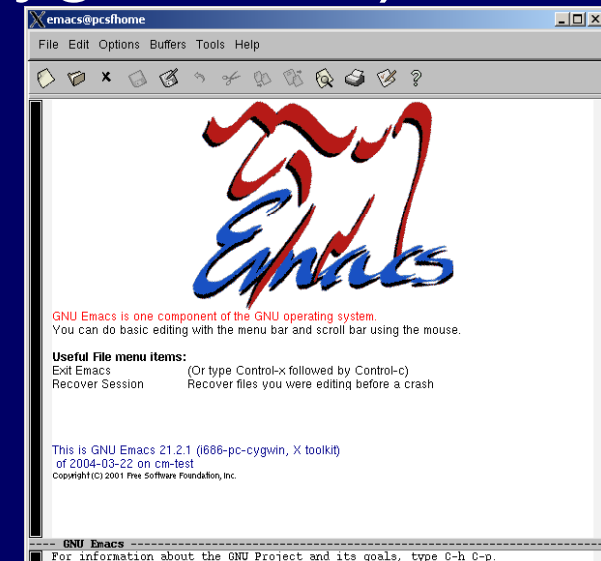 emacs@pcsfhome
File Edit Options Buffers Tools Help
Emacs
GNU Emacs is one component of the GNU operating system.
You can do basic editing with the menu bar and scroll bar using the mouse.
Useful File menu items:
Exit Emacs (Or type Control-x followed by Control-c)
Recover Session Recover files you were editing before a crash
This is GNU Emacs 21.2.1 (i686-pc-cygwin, X toolkit)
of 2004-03-22 on cm-test
Copyright (C) 2001 Free Software Foundation, Inc.
---- GNU Emacs ----
For information about the GNU Project and its goals, type C-h C-p.